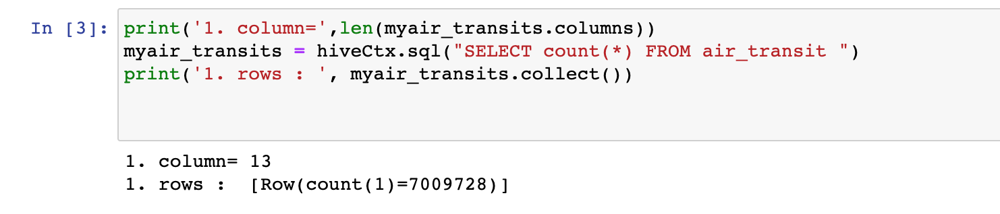 In [3]: print('1. column=',len(myair_transits.columns))
myair_transits = hiveCtx.sql("SELECT count(*) FROM air_transit ")
print('1. rows : ', myair_transits.collect())
1. column= 13
1. rows :  [Row(count(1)=7009728)]